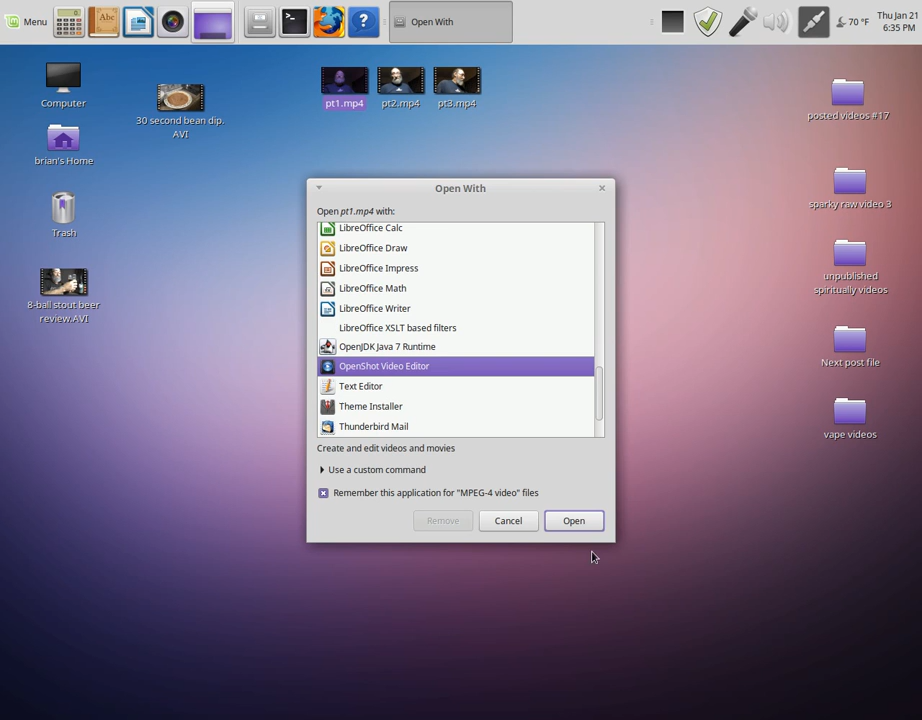 Menu
Abc
Open With
70 °F
Thu Jan 21
6:35 PM
Computer
30 second bean dip.
AVI
pt1.mp4
pt2.mp4
pt3.mp4
posted videos #17
brian's Home
sparky raw video 3
Trash
unpublished
spiritually videos
8-ball stout beer
review.AVI
Next post file
vape videos
Open With
Open pt1.mp4 with:
LibreOffice Calc
LibreOffice Draw
LibreOffice Impress
LibreOffice Math
LibreOffice Writer
LibreOffice XSLT based filters
OpenJDK Java 7 Runtime
OpenShot Video Editor
Text Editor
Theme Installer
Thunderbird Mail
Create and edit videos and movies
Use a custom command
Remember this application for "MPEG-4 video" files
Remove
Cancel
Open